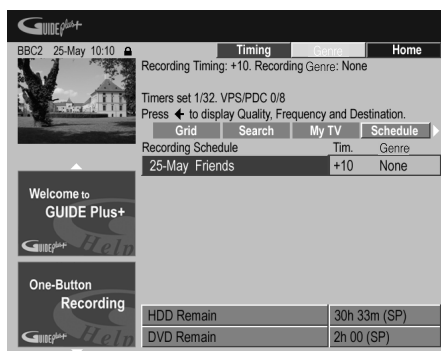 GUIDE Plus+
BBC2 25-May 10:10
Timing Genre Home
Recording Timing: +10. Recording Genre: None
Timers set 1/32. VPS/PDC 0/8
Press ← to display Quality, Frequency and Destination.
Grid Search My TV Schedule
Recording Schedule Tim. Genre
25-May Friends +10 None
Welcome to
GUIDE Plus+
GUIDE Plus+ Help
One-Button
Recording
GUIDE Plus+ Help
HDD Remain 30h 33m (SP)
DVD Remain 2h 00 (SP)